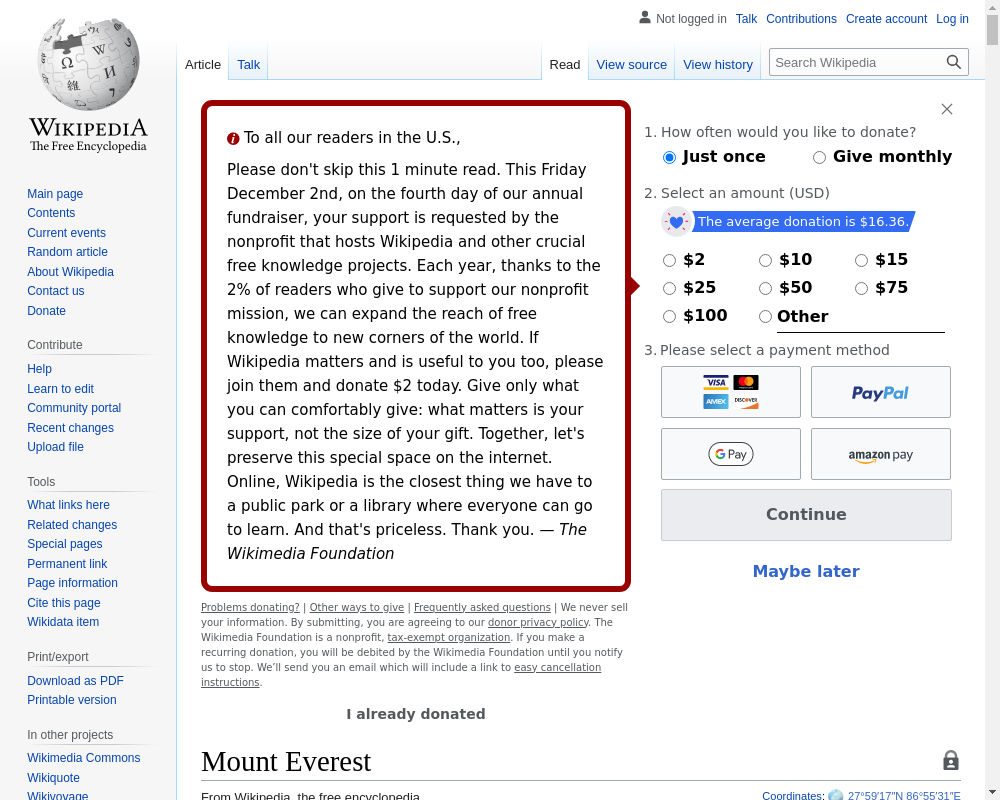 Not logged in Talk Contributions Create account Log in
Article Talk Read View source View history Search Wikipedia
WIKIPEDIA
The Free Encyclopedia
Main page
Contents
Current events
Random article
About Wikipedia
Contact us
Donate
Contribute
Help
Learn to edit
Community portal
Recent changes
Upload file
Tools
What links here
Related changes
Special pages
Permanent link
Page information
Cite this page
Wikidata item
Print/export
Download as PDF
Printable version
In other projects
Wikimedia Commons
Wikiquote
Wikivoyage
To all our readers in the U.S.,
Please don't skip this 1 minute read. This Friday
December 2nd, on the fourth day of our annual
fundraiser, your support is requested by the
nonprofit that hosts Wikipedia and other crucial
free knowledge projects. Each year, thanks to the
2% of readers who give to support our nonprofit
mission, we can expand the reach of free
knowledge to new corners of the world. If
Wikipedia matters and is useful to you too, please
join them and donate $2 today. Give only what
you can comfortably give: what matters is your
support, not the size of your gift. Together, let's
preserve this special space on the internet.
Online, Wikipedia is the closest thing we have to
a public park or a library where everyone can go
to learn. And that's priceless. Thank you. — The
Wikimedia Foundation
Problems donating? | Other ways to give | Frequently asked questions | We never sell
your information. By submitting, you are agreeing to our donor privacy policy. The
Wikimedia Foundation is a nonprofit, tax-exempt organization. If you make a
recurring donation, you will be debited by the Wikimedia Foundation until you notify
us to stop. We'll send you an email which will include a link to easy cancellation
instructions.
I already donated
1. How often would you like to donate?
Just once Give monthly
2. Select an amount (USD)
The average donation is $16.36.
$2 $10 $15
$25 $50 $75
$100 Other
3. Please select a payment method
VISA MasterCard PayPal
AMEX DISCOVER
G Pay amazon pay
Continue
Maybe later
Mount Everest
From Wikipedia, the free encyclopedia
Coordinates: 27°59′17″N 86°55′31″E